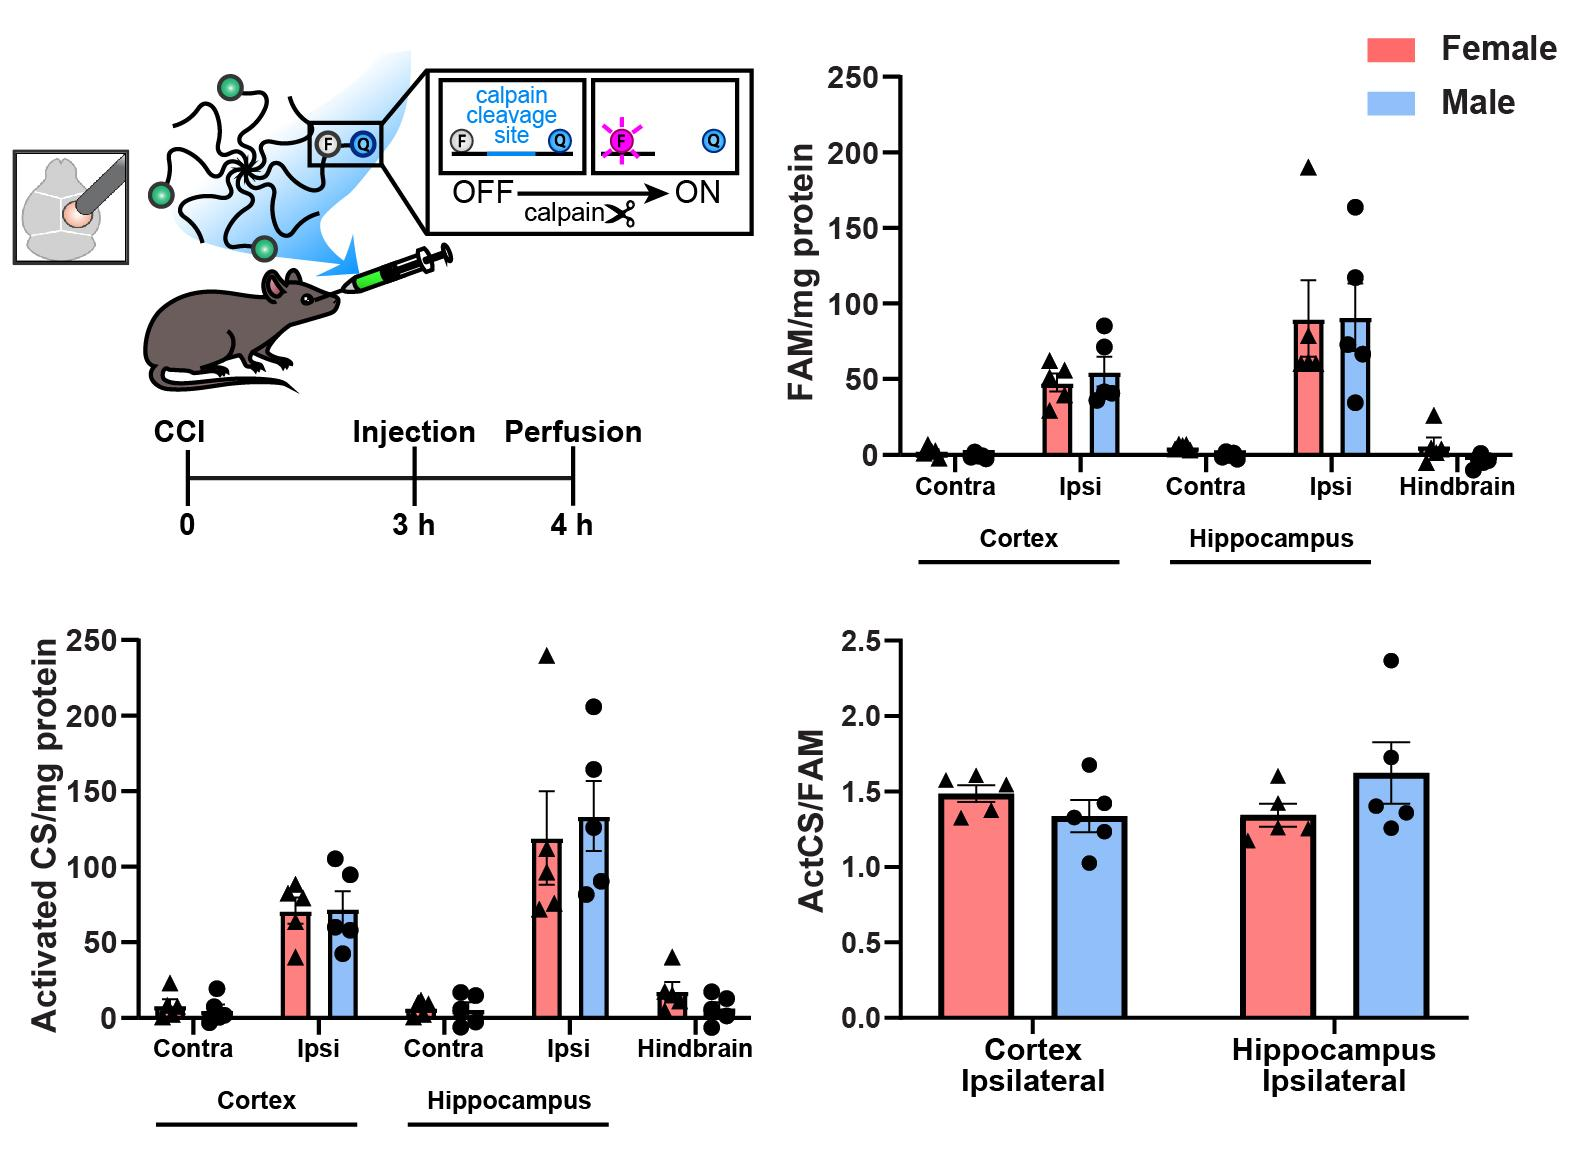 calpain
cleavage
site
F
Q
F
Q
F
Q
OFF
ON
calpain
CCI
Injection
Perfusion
0
3 h
4 h
Female
Male
FAM/mg protein
250
200
150
100
50
0
Contra
Ipsi
Contra
Ipsi
Hindbrain
Cortex
Hippocampus
Activated CS/mg protein
250
200
150
100
50
0
Contra
Ipsi
Contra
Ipsi
Hindbrain
Cortex
Hippocampus
ActCS/FAM
2.5
2.0
1.5
1.0
0.5
0.0
Cortex
Ipsilateral
Hippocampus
Ipsilateral